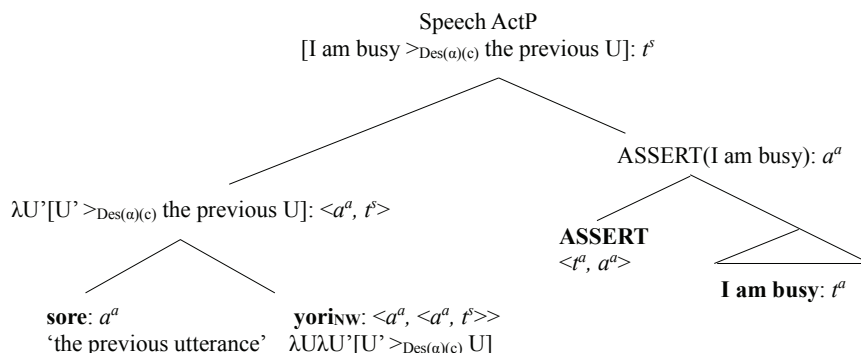 Speech ActP
[I am busy >Des(α)(c) the previous U]: tˢ
ASSERT(I am busy): aᵃ
λU’[U’ >Des(α)(c) the previous U]: <aᵃ, tˢ>
ASSERT
<tᵃ, aᵃ>
I am busy: tᵃ
sore: aᵃ
‘the previous utterance’
yoriNW: <aᵃ, <aᵃ, tˢ>>
λUλU’[U’ >Des(α)(c) U]